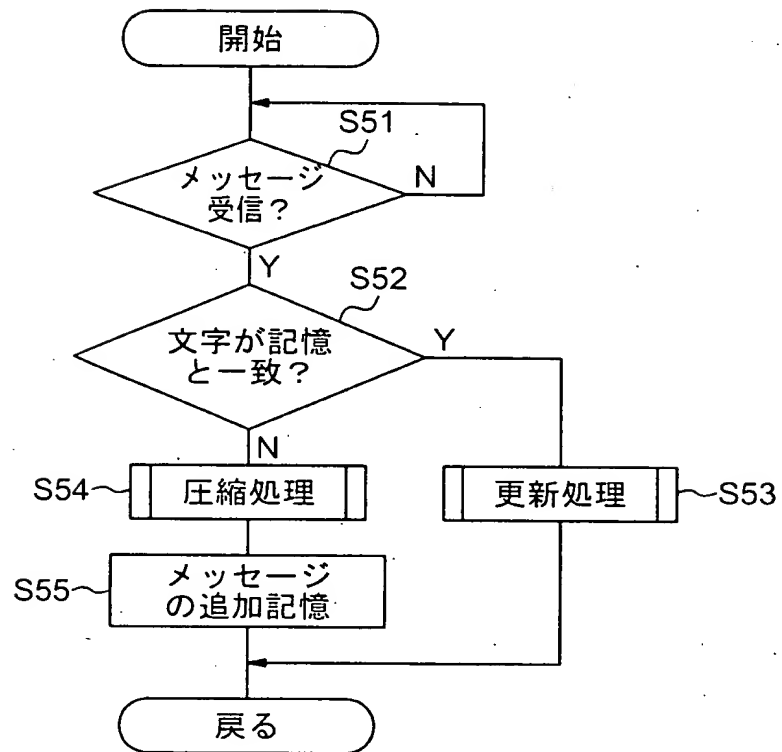 開始
S51
メッセージ
受信？
N
Y
S52
文字が記憶
と一致？
Y
N
S54
圧縮処理
更新処理
S53
S55
メッセージ
の追加記憶
戻る